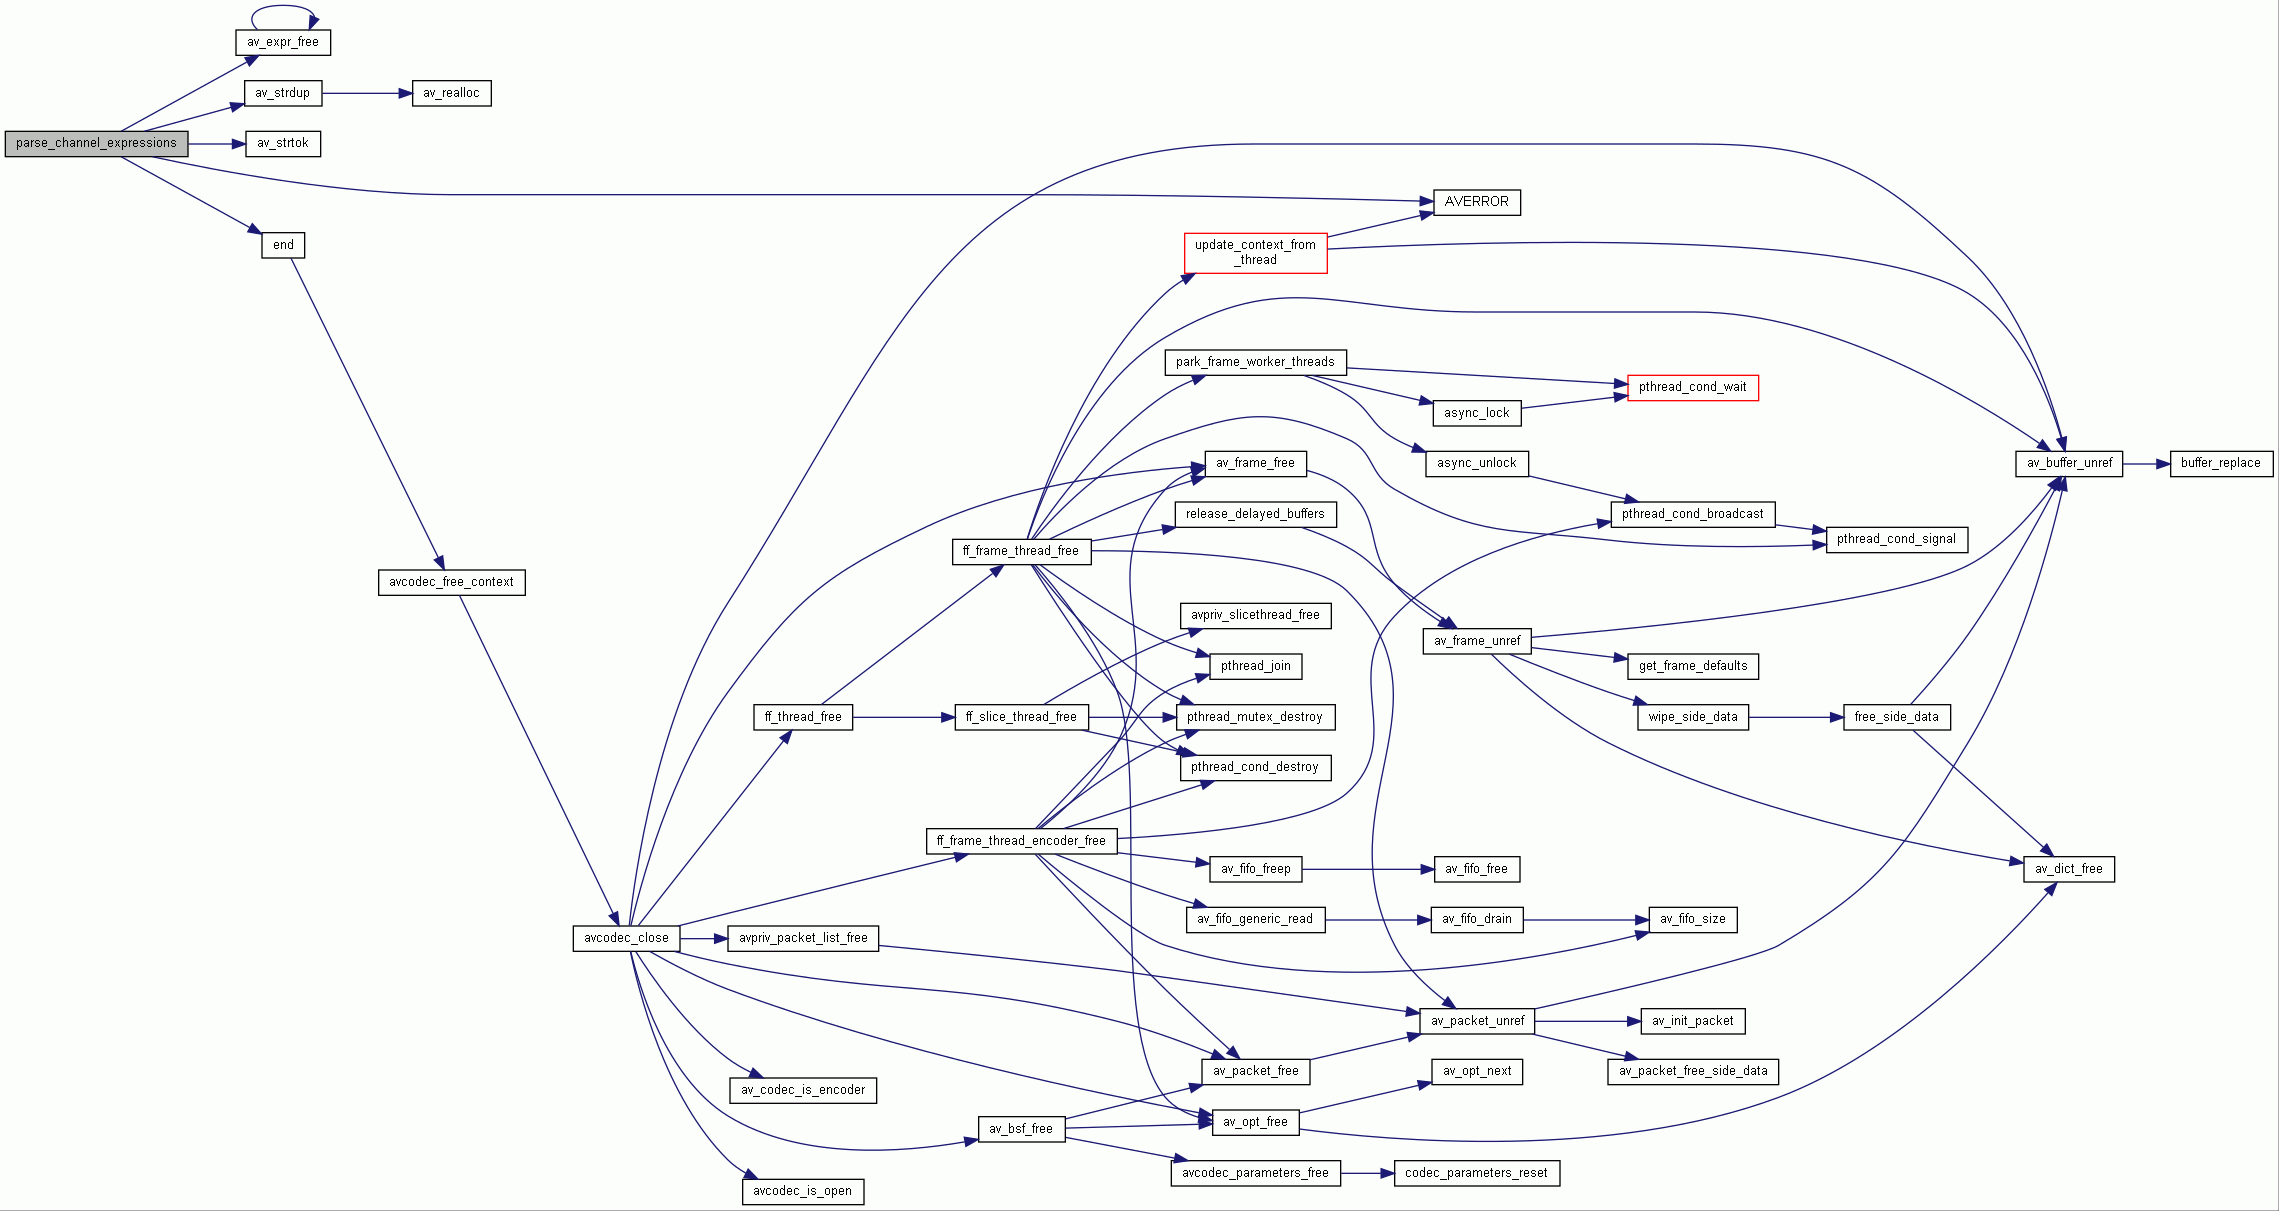 av_expr_free
av_strdup
av_realloc
parse_channel_expressions
av_strtok
AVERROR
end
update_context_from
_thread
park_frame_worker_threads
pthread_cond_wait
async_lock
av_frame_free
async_unlock
av_buffer_unref
buffer_replace
release_delayed_buffers
pthread_cond_broadcast
ff_frame_thread_free
pthread_cond_signal
avcodec_free_context
avpriv_slicethread_free
av_frame_unref
pthread_join
get_frame_defaults
ff_thread_free
ff_slice_thread_free
pthread_mutex_destroy
wipe_side_data
free_side_data
pthread_cond_destroy
ff_frame_thread_encoder_free
av_fifo_freep
av_fifo_free
av_dict_free
av_fifo_generic_read
av_fifo_drain
av_fifo_size
avcodec_close
avpriv_packet_list_free
av_packet_unref
av_init_packet
av_packet_free
av_opt_next
av_packet_free_side_data
av_codec_is_encoder
av_bsf_free
av_opt_free
avcodec_parameters_free
codec_parameters_reset
avcodec_is_open